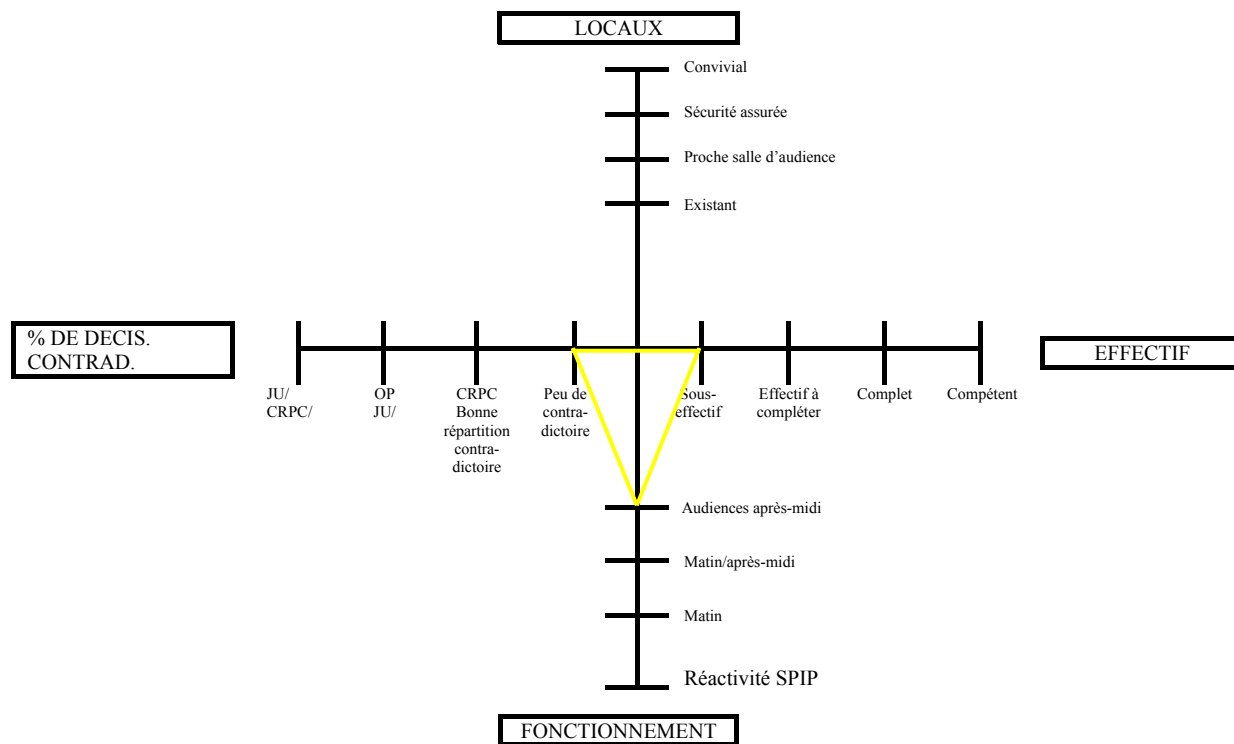 LOCAUX
Convivial
Sécurité assurée
Proche salle d'audience
Existant
% DE DECIS.
CONTRAD.
EFFECTIF
JU/
CRPC/
OP
JU/
CRPC
Bonne
répartition
contra-
dictoire
Peu de
contra-
dictoire
Sous-
effectif
Effectif à
compléter
Complet
Compétent
Audiences après-midi
Matin/après-midi
Matin
Réactivité SPIP
FONCTIONNEMENT